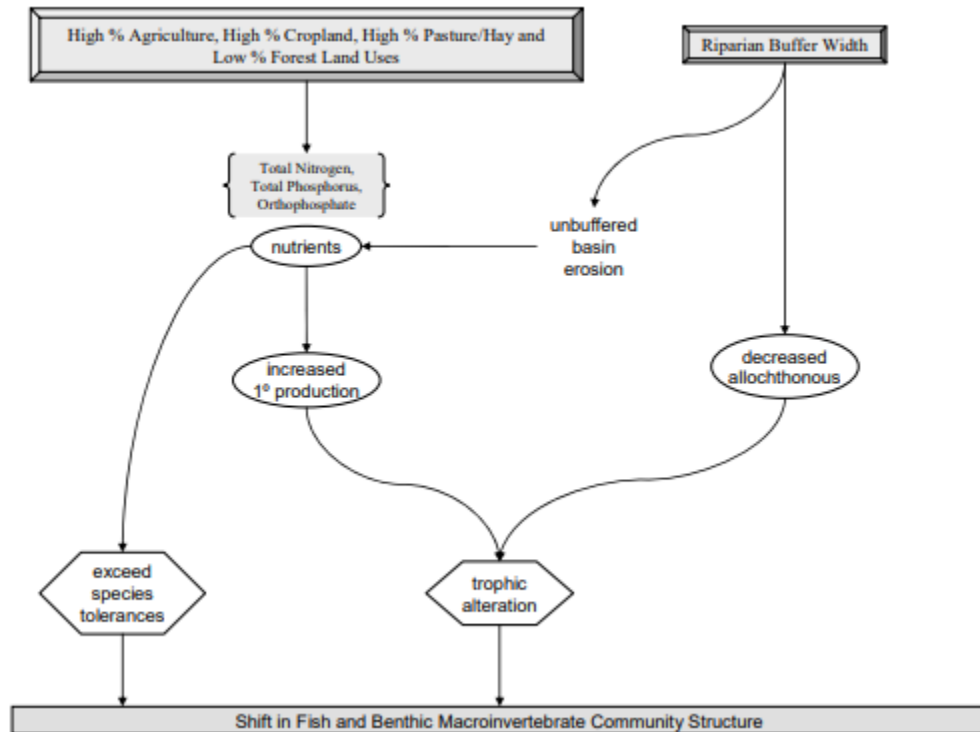 High % Agriculture, High % Cropland, High % Pasture/Hay and
Low % Forest Land Uses
Riparian Buffer Width
Total Nitrogen,
Total Phosphorus,
Orthophosphate
unbuffered
basin
erosion
nutrients
increased
1º production
decreased
allochthonous
exceed
species
tolerances
trophic
alteration
Shift in Fish and Benthic Macroinvertebrate Community Structure